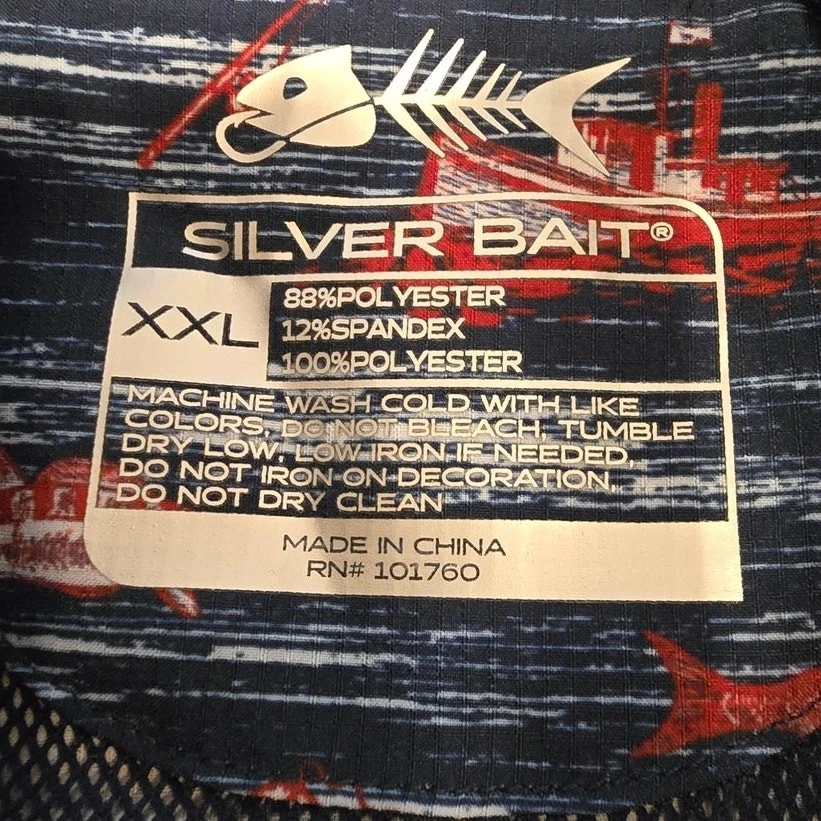 SILVER BAIT®
XXL
88%POLYESTER
12%SPANDEX
100%POLYESTER
MACHINE WASH COLD WITH LIKE
COLORS, DO NOT BLEACH, TUMBLE
DRY LOW, LOW IRON IF NEEDED,
DO NOT IRON ON DECORATION,
DO NOT DRY CLEAN
MADE IN CHINA
RN# 101760